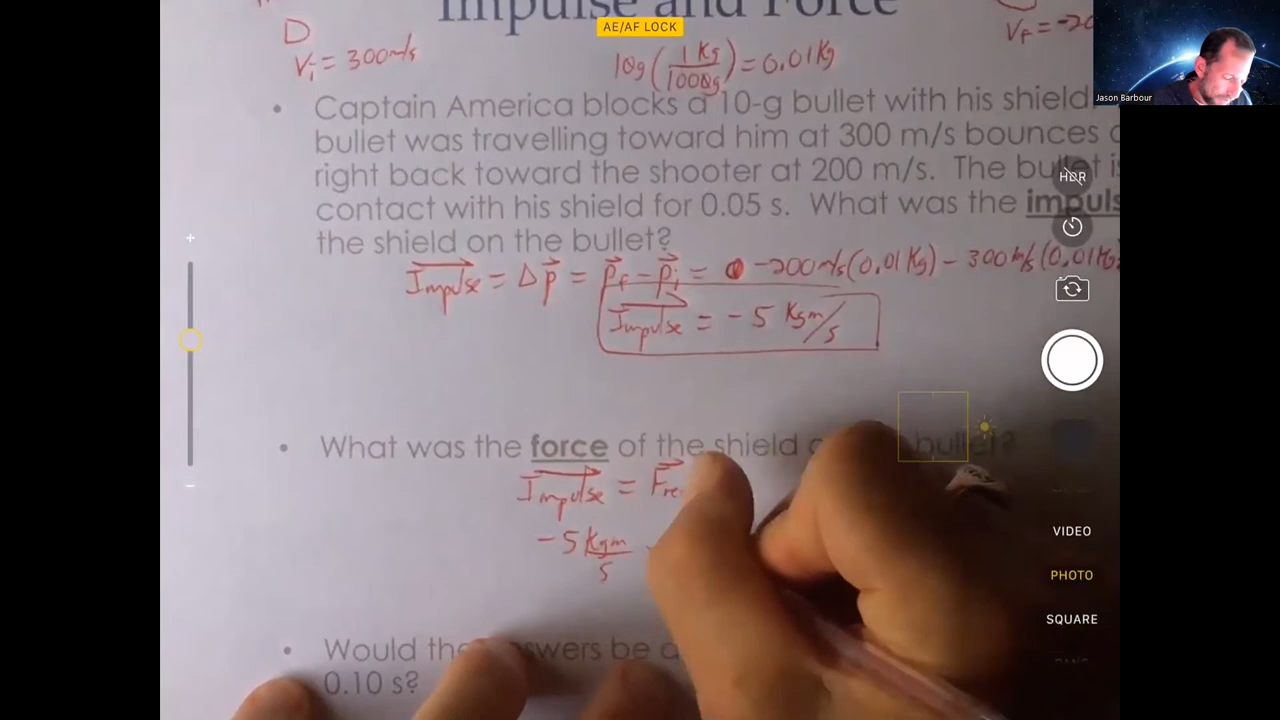 Impulse and Force
AE/AF LOCK
D
Vi = 300 m/s
10g (1 Kg / 1000g) = 0.01 Kg
VF = -20
Jason Barbour
• Captain America blocks a 10-g bullet with his shield
bullet was travelling toward him at 300 m/s bounces
right back toward the shooter at 200 m/s. The bullet is
contact with his shield for 0.05 s. What was the impuls
the shield on the bullet?
HDR
Impulse = Δp = pf - pi = -200 m/s (0.01 Kg) - 300 m/s (0.01 Kg
Impulse = -5 Kgm/s
• What was the force of the shield bullet?
Impulse = F
-5 Kgm/s
VIDEO
PHOTO
SQUARE
• Would the answers be
0.10 s?